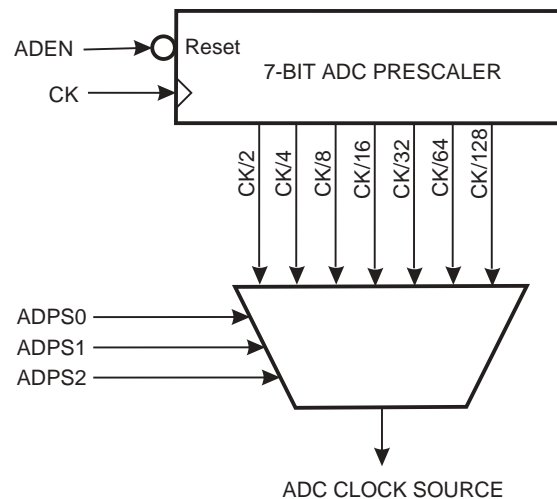 ADEN
Reset
7-BIT ADC PRESCALER
CK
CK/2
CK/4
CK/8
CK/16
CK/32
CK/64
CK/128
ADPS0
ADPS1
ADPS2
ADC CLOCK SOURCE